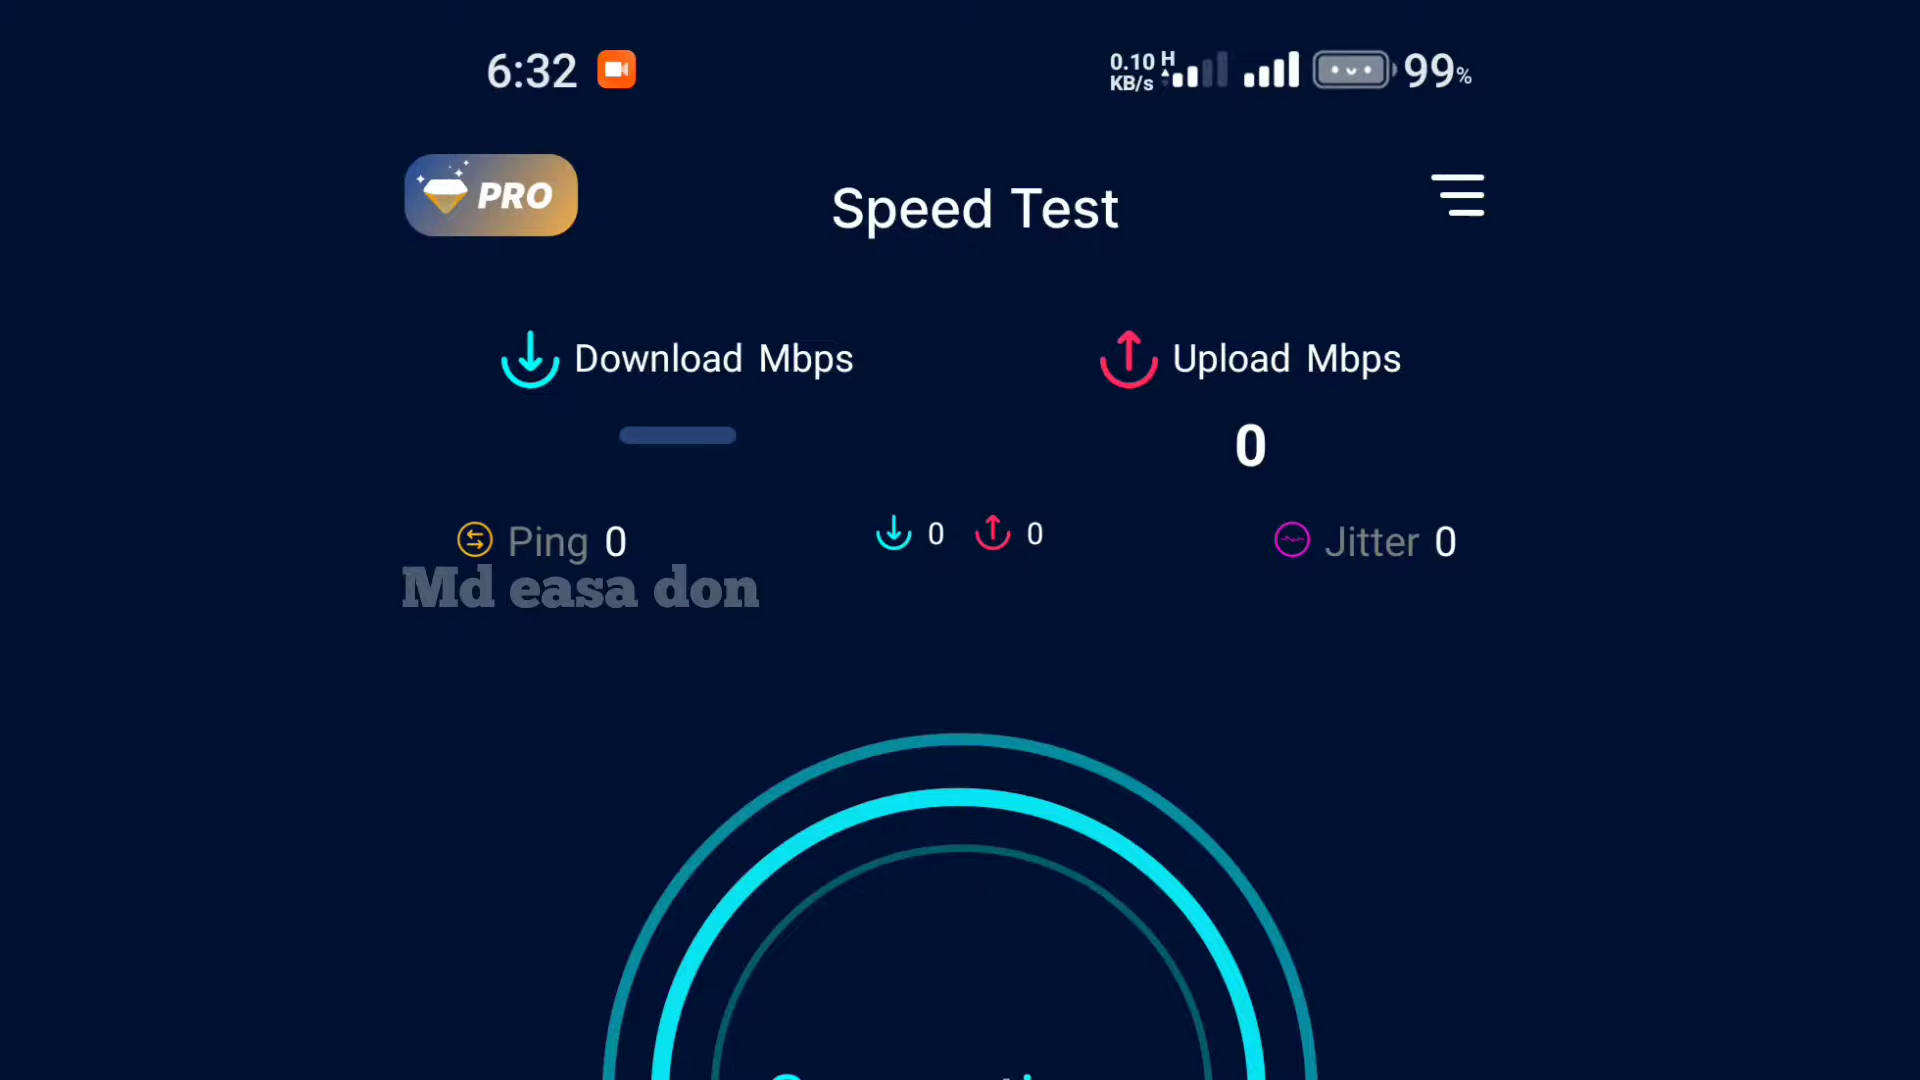 6:32 0.10 KB/s H 99%
PRO
Speed Test
Download Mbps Upload Mbps
0
Ping 0 0 0 Jitter 0
Md easa don